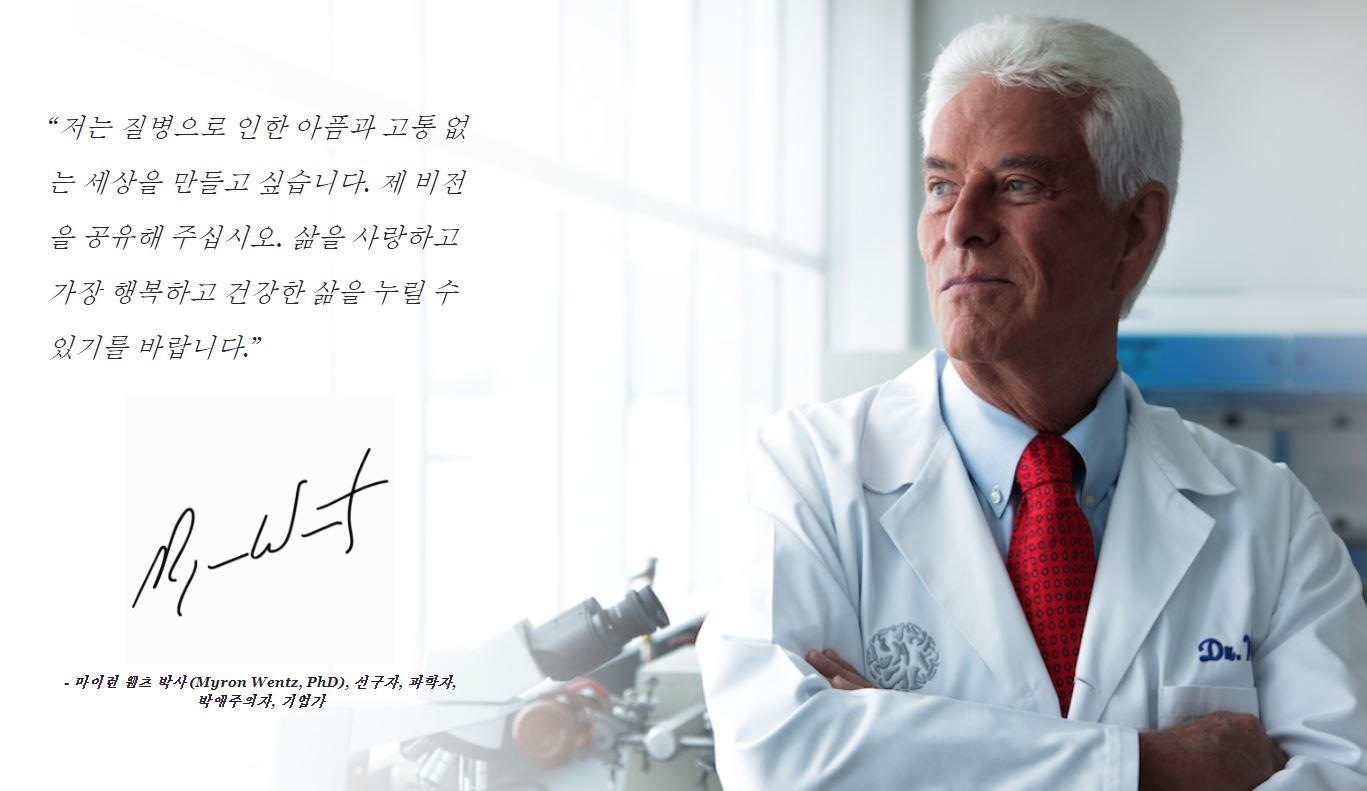 “저는 질병으로 인한 아픔과 고통 없
는 세상을 만들고 싶습니다. 제 비전
을 공유해 주십시오. 삶을 사랑하고
가장 행복하고 건강한 삶을 누릴 수
있기를 바랍니다.”
Myron Wentz
- 마이런 웬츠 박사(Myron Wentz, PhD), 선구자, 과학자,
박애주의자, 기업가
Dr.